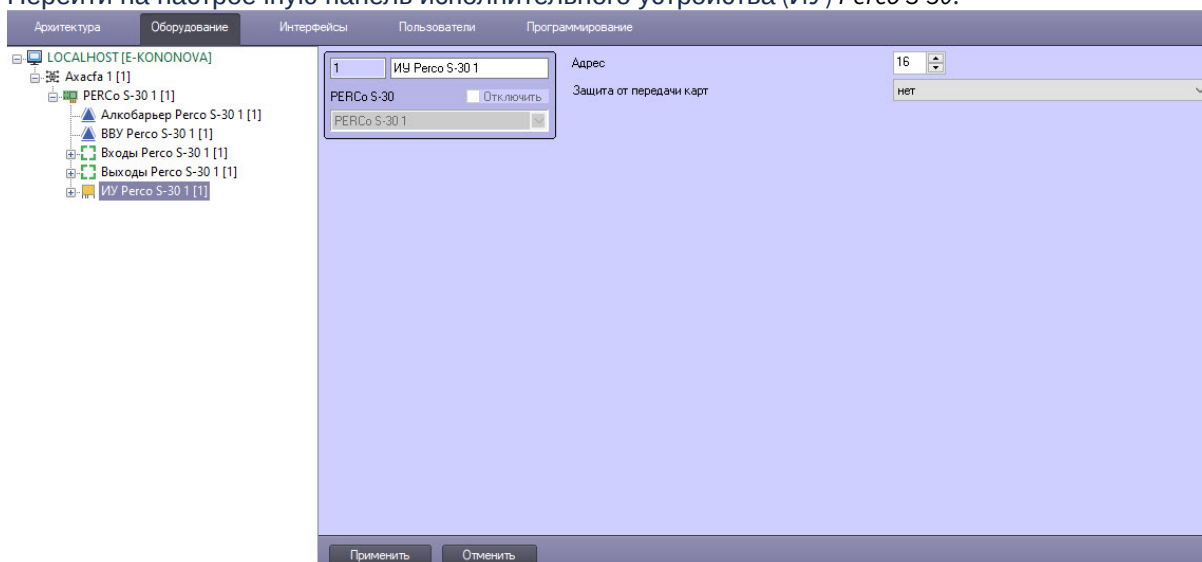 Перейти на настроечную панель исполнительного устройства (ИУ) Perco S-30.
Архитектура Оборудование Интерфейсы Пользователи Программирование
LOCALHOST [E-KONONOVA]
Axacfa 1 [1]
PERCo S-30 1 [1]
Алкобарьер Perco S-30 1 [1]
ВВУ Perco S-30 1 [1]
Входы Perco S-30 1 [1]
Выходы Perco S-30 1 [1]
ИУ Perco S-30 1 [1]
1 ИУ Perco S-30 1
PERCo S-30 Отключить
PERCo S-30 1
Адрес 16
Защита от передачи карт нет
Применить Отменить